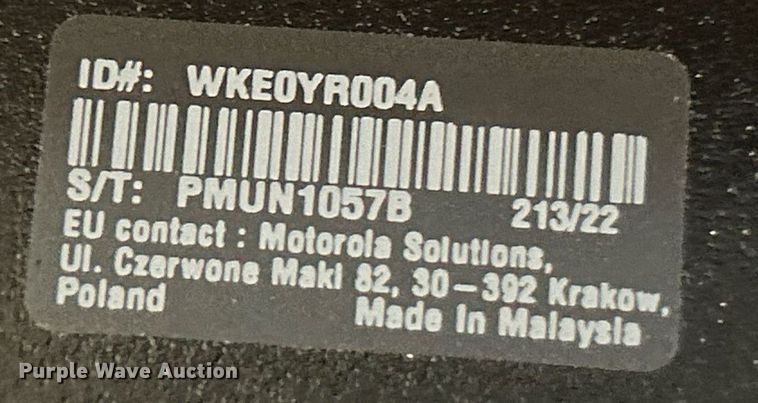 ID#: WKE0YR004A
S/T: PMUN1057B 213/22
EU contact : Motorola Solutions,
Ul. Czerwone Maki 82, 30-392 Krakow,
Poland Made In Malaysia
Purple Wave Auction